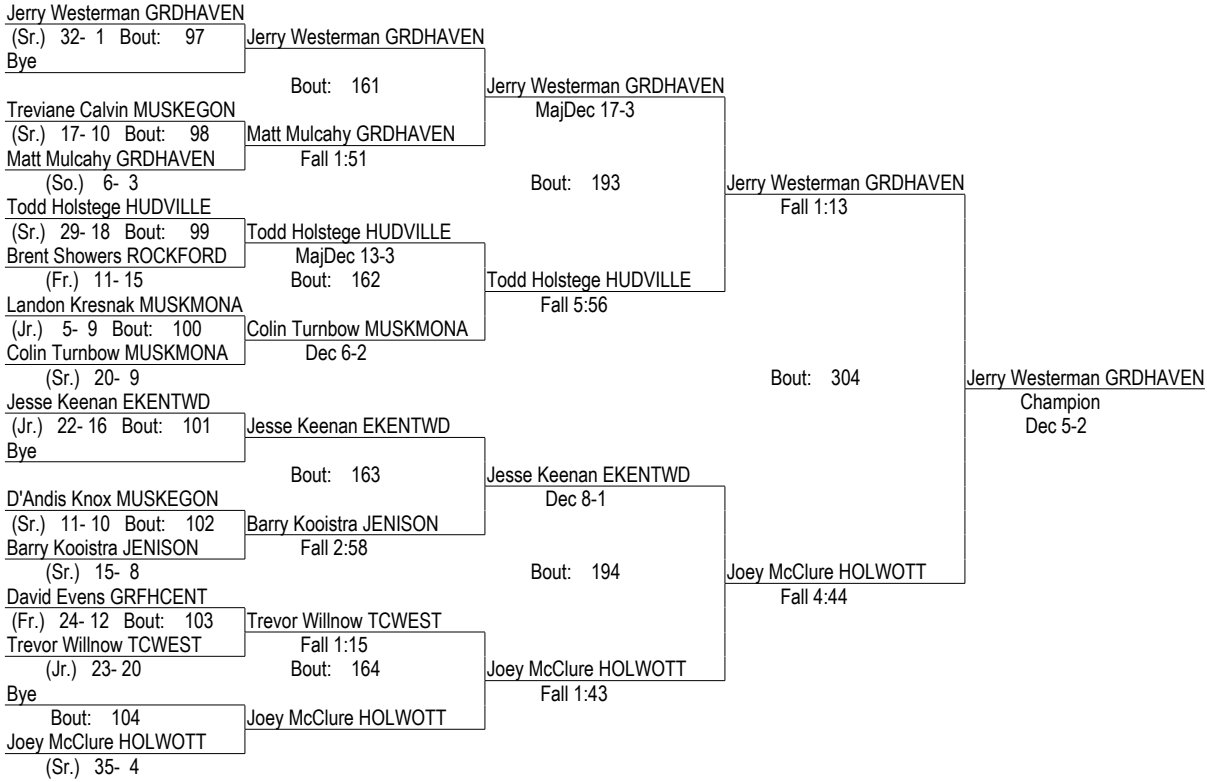 Jerry Westerman GRDHAVEN
(Sr.) 32- 1 Bout: 97 Jerry Westerman GRDHAVEN
Bye
Bout: 161 Jerry Westerman GRDHAVEN
Treviane Calvin MUSKEGON MajDec 17-3
(Sr.) 17- 10 Bout: 98 Matt Mulcahy GRDHAVEN
Matt Mulcahy GRDHAVEN Fall 1:51
(So.) 6- 3 Bout: 193 Jerry Westerman GRDHAVEN
Todd Holstege HUDVILLE Fall 1:13
(Sr.) 29- 18 Bout: 99 Todd Holstege HUDVILLE
Brent Showers ROCKFORD MajDec 13-3
(Fr.) 11- 15 Bout: 162 Todd Holstege HUDVILLE
Landon Kresnak MUSKMONA Fall 5:56
(Jr.) 5- 9 Bout: 100 Colin Turnbow MUSKMONA
Colin Turnbow MUSKMONA Dec 6-2
(Sr.) 20- 9 Bout: 304 Jerry Westerman GRDHAVEN
Jesse Keenan EKENTWD Champion
(Jr.) 22- 16 Bout: 101 Jesse Keenan EKENTWD Dec 5-2
Bye
Bout: 163 Jesse Keenan EKENTWD
D'Andis Knox MUSKEGON Dec 8-1
(Sr.) 11- 10 Bout: 102 Barry Kooistra JENISON
Barry Kooistra JENISON Fall 2:58
(Sr.) 15- 8 Bout: 194 Joey McClure HOLWOTT
David Evens GRFHCENT Fall 4:44
(Fr.) 24- 12 Bout: 103 Trevor Willnow TCWEST
Trevor Willnow TCWEST Fall 1:15
(Jr.) 23- 20 Bout: 164 Joey McClure HOLWOTT
Bye Fall 1:43
Bout: 104 Joey McClure HOLWOTT
Joey McClure HOLWOTT
(Sr.) 35- 4